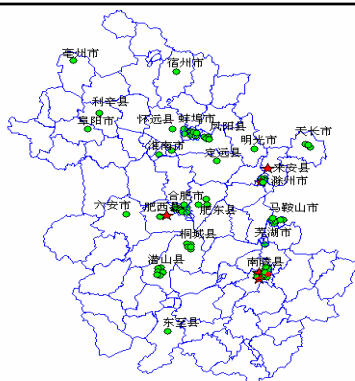 亳州市
宿州市
利辛县
阜阳市
怀远县
蚌埠市
凤阳县
淮南市
定远县
明光市
天长市
来安县
滁州市
六安市
肥西县
合肥市
肥东县
马鞍山市
芜湖市
桐城县
潜山县
南陵县
东至县